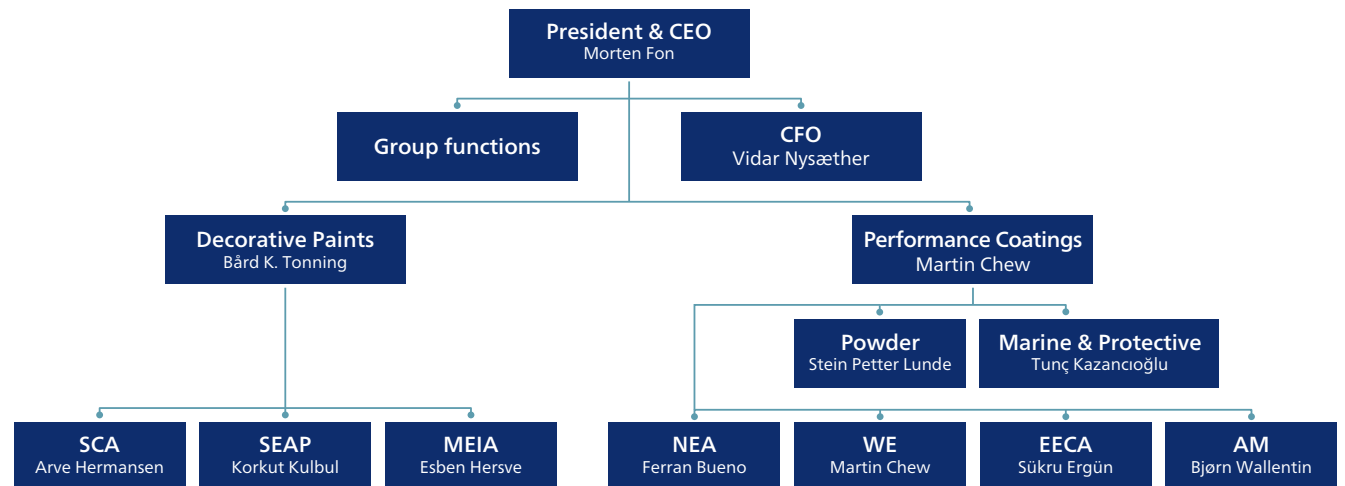 President & CEO
Morten Fon
Group functions
CFO
Vidar Nysæther
Decorative Paints
Bård K. Tonning
Performance Coatings
Martin Chew
Powder
Stein Petter Lunde
Marine & Protective
Tunç Kazancıoğlu
SCA
Arve Hermansen
SEAP
Korkut Kulbul
MEIA
Esben Hersve
NEA
Ferran Bueno
WE
Martin Chew
EECA
Sükru Ergün
AM
Bjørn Wallentin